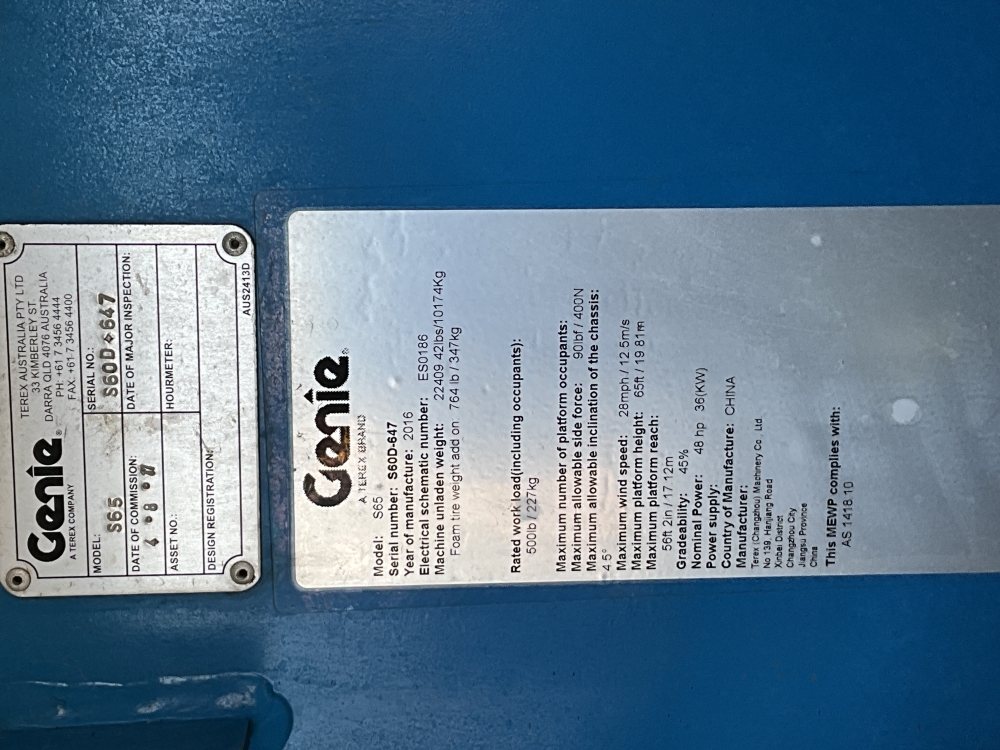 Genie
®
A TEREX COMPANY
TEREX AUSTRALIA PTY LTD
33 KIMBERLEY ST
DARRA QLD 4076 AUSTRALIA
PH: +61 7 3456 4444
FAX: +61 7 3456 4400
MODEL: S65
SERIAL NO.: S60D-647
DATE OF COMMISSION:
DATE OF MAJOR INSPECTION:
ASSET NO.:
HOURMETER:
DESIGN REGISTRATION:
AUS2413D
Genie
®
A TEREX BRAND
Model: S65
Serial number: S60D-647
Year of manufacture: 2016
Electrical schematic number: ES0186
Machine unladen weight: 22409.42lbs/10174Kg
Foam tire weight add on 764 lb / 347kg
Rated work load(including occupants):
500lb / 227kg
Maximum number of platform occupants:
Maximum allowable side force: 90lbf / 400N
Maximum allowable inclination of the chassis:
4.5°
Maximum wind speed: 28mph / 12.5m/s
Maximum platform height: 65ft / 19.81m
Maximum platform reach:
56ft 2in / 17.12m
Gradeability: 45%
Nominal Power: 48 hp 36(KW)
Power supply:
Country of Manufacture: CHINA
Manufacturer:
Terex (Changzhou) Machinery Co., Ltd.
No 139, Hanjiang Road
Xinbei District
Changzhou City
Jiangsu Province
China
This MEWP complies with:
AS 1418.10